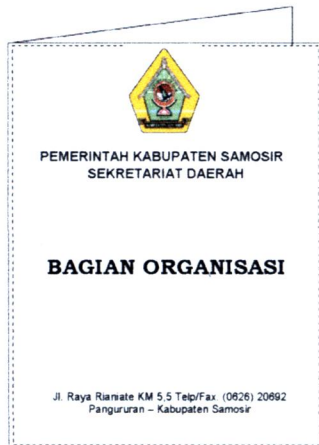 PEMERINTAH KABUPATEN SAMOSIR
SEKRETARIAT DAERAH
BAGIAN ORGANISASI
Jl. Raya Rianiate KM 5,5 Telp/Fax. (0626) 20692
Pangururan – Kabupaten Samosir